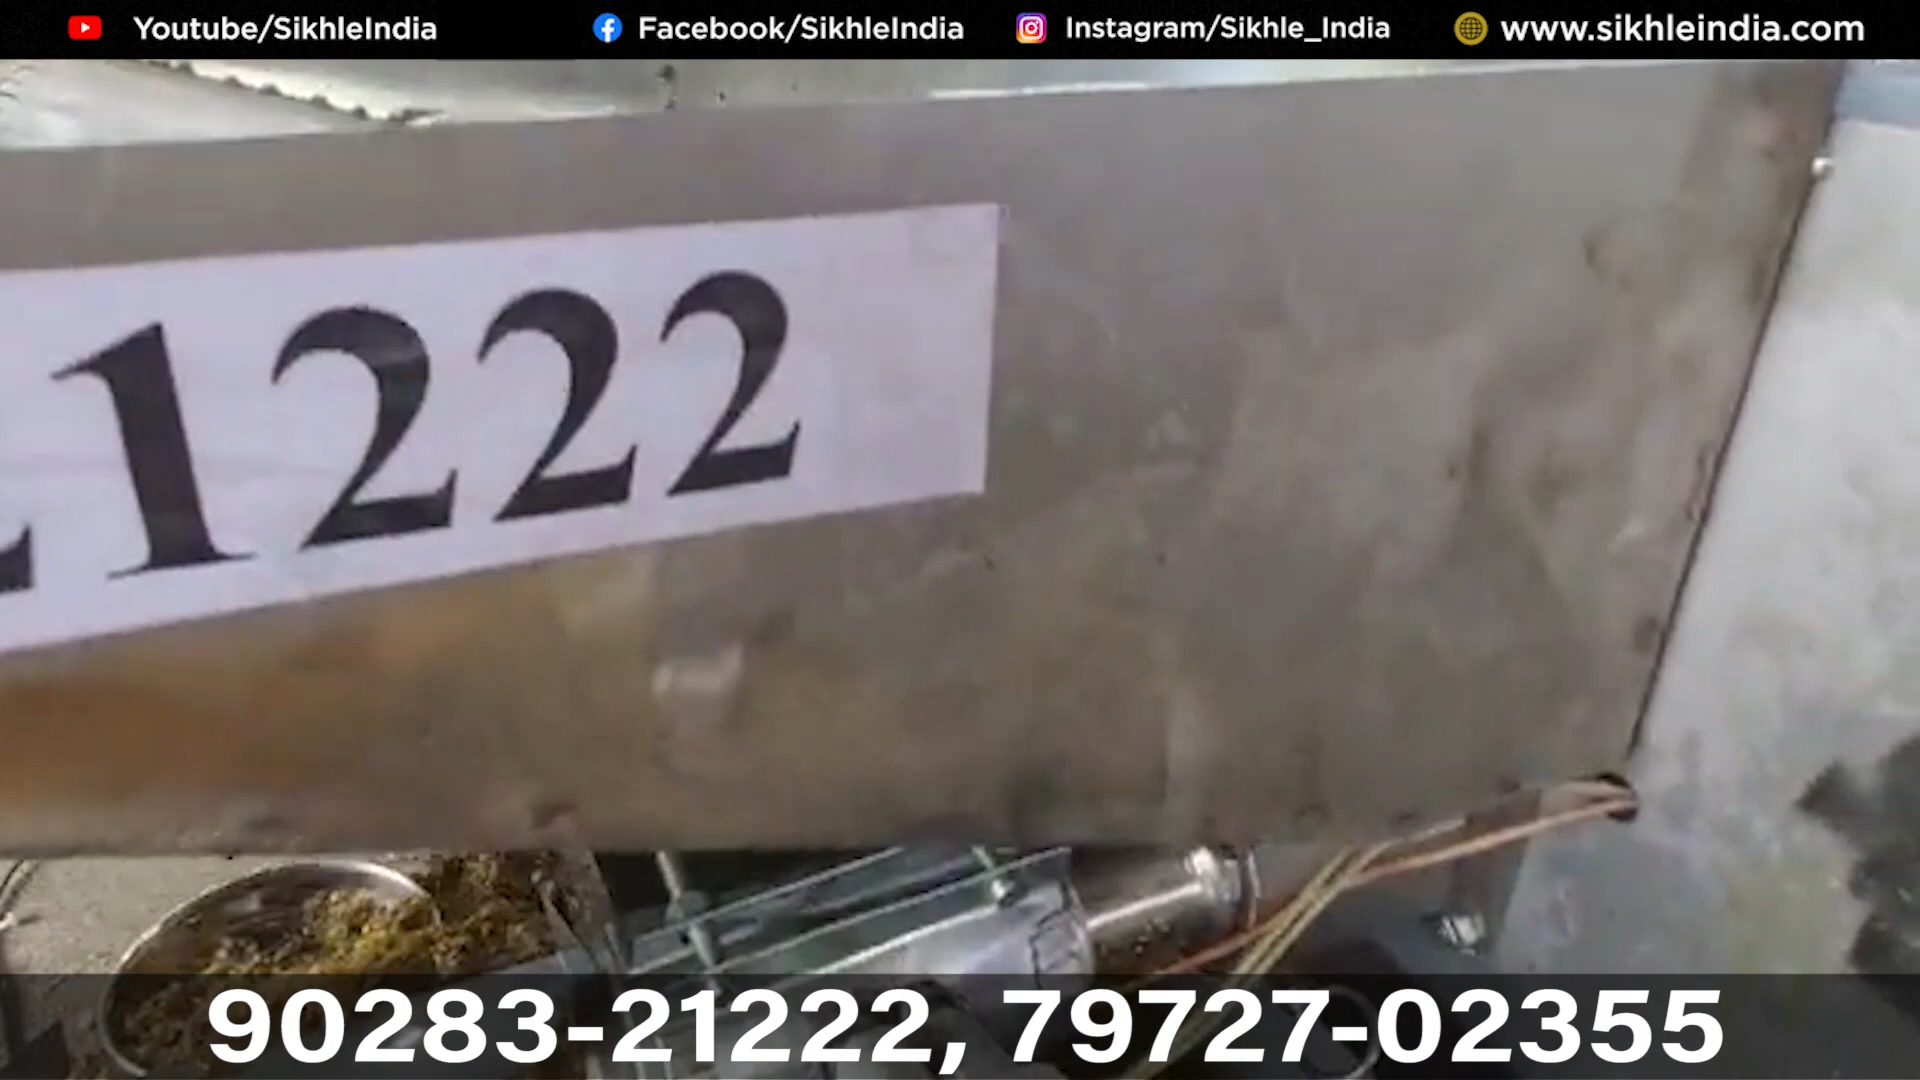 Youtube/SikhleIndia Facebook/SikhleIndia Instagram/Sikhle_India www.sikhleindia.com
1222
90283-21222, 79727-02355